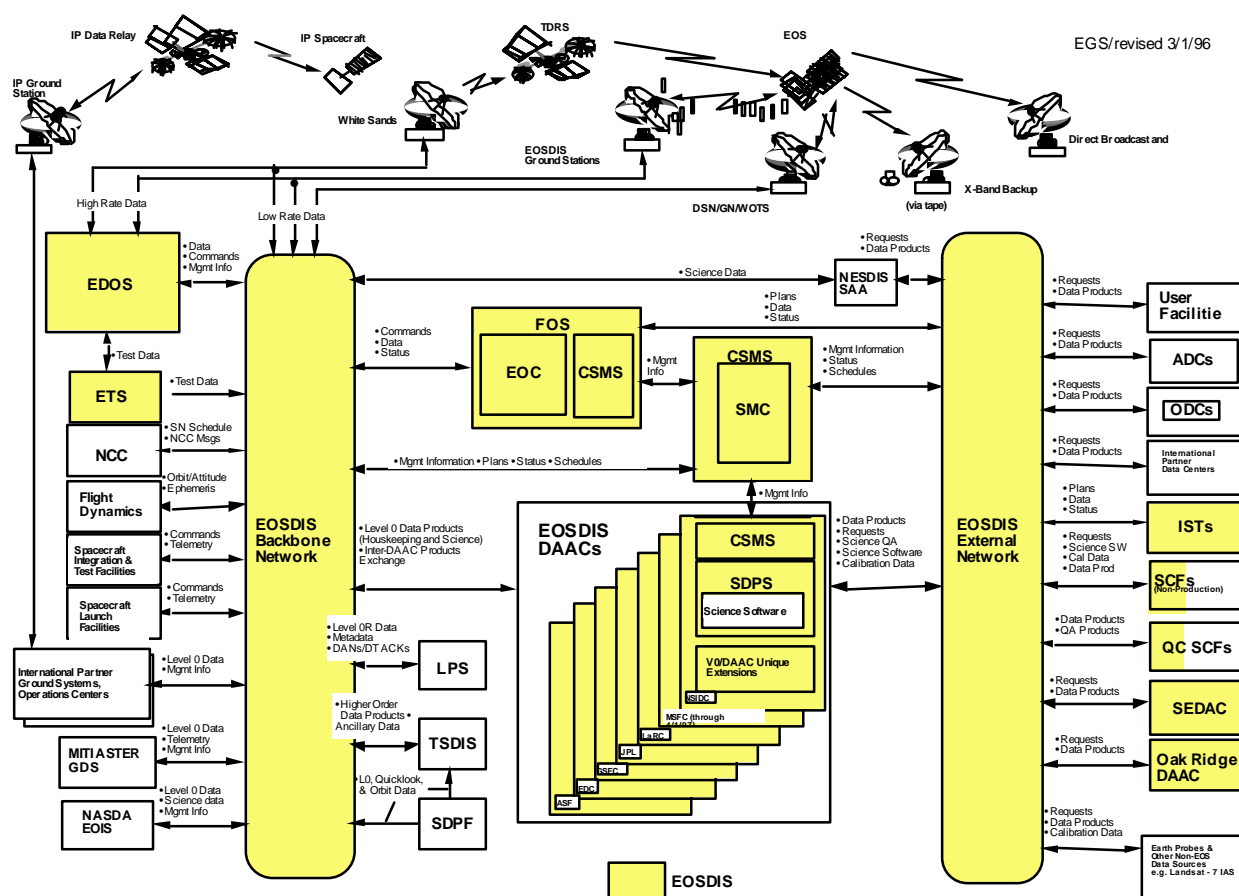 EGS/revised 3/1/96
IP Data Relay
IP Spacecraft
TDRS
EOS
IP Ground
Station
White Sands
EOSDIS
Ground Stations
Direct Broadcast and
DSN/GN/WOTS
(via tape)
X-Band Backup
High Rate Data
Low Rate Data
EDOS
• Data
• Commands
• Mgmt Info
• Test Data
ETS
• Test Data
NCC
• SN Schedule
• NCC Msgs
Flight
Dynamics
• Orbit/Attitude
• Ephemeris
Spacecraft
Integration &
Test Facilities
• Commands
• Telemetry
Spacecraft
Launch
Facilities
• Commands
• Telemetry
International Partner
Ground Systems,
Operations Centers
• Level 0 Data
• Mgmt Info
MITIASTER
GDS
• Level 0 Data
• Telemetry
• Mgmt Info
NASDA
EOIS
• Level 0 Data
• Science data
• Mgmt Info
EOSDIS
Backbone
Network
• Science Data
NESDIS
SAA
• Requests
• Data Products
• Commands
• Data
• Status
FOS
EOC
CSMS
• Plans
• Data
• Status
• Mgmt
Info
CSMS
SMC
• Mgmt Information
• Status
• Schedules
• Mgmt Information • Plans • Status • Schedules
• Mgmt Info
• Level 0 Data Products
(Housekeeping and Science)
• Inter-DAAC Products
Exchange
EOSDIS
DAACs
CSMS
SDPS
Science Software
V0/DAAC Unique
Extensions
NSIDC
MSFC (through
4/1/97)
LaRC
JPL
GSFC
EDC
ASF
• Data Products
• Requests
• Science QA
• Science Software
• Calibration Data
• Level 0R Data
• Metadata
• DANs/DTACKs
LPS
• Higher Order
Data Products •
Ancillary Data
TSDIS
• L0, Quicklook,
& Orbit Data
SDPF
EOSDIS
External
Network
• Requests
• Data Products
User
Facilitie
• Requests
• Data Products
ADCs
• Requests
• Data Products
ODCs
• Requests
• Data Products
International
Partner
Data Centers
• Plans
• Data
• Status
ISTs
• Requests
• Science SW
• Cal Data
• Data Prod
SCFs
(Non-Production)
• Data Products
• QA Products
QC SCFs
• Requests
• Data Products
SEDAC
• Requests
• Data Products
Oak Ridge
DAAC
• Requests
• Data Products
• Calibration Data
Earth Probes &
Other Non-EOS
Data Sources
e.g. Landsat - 7 IAS
EOSDIS